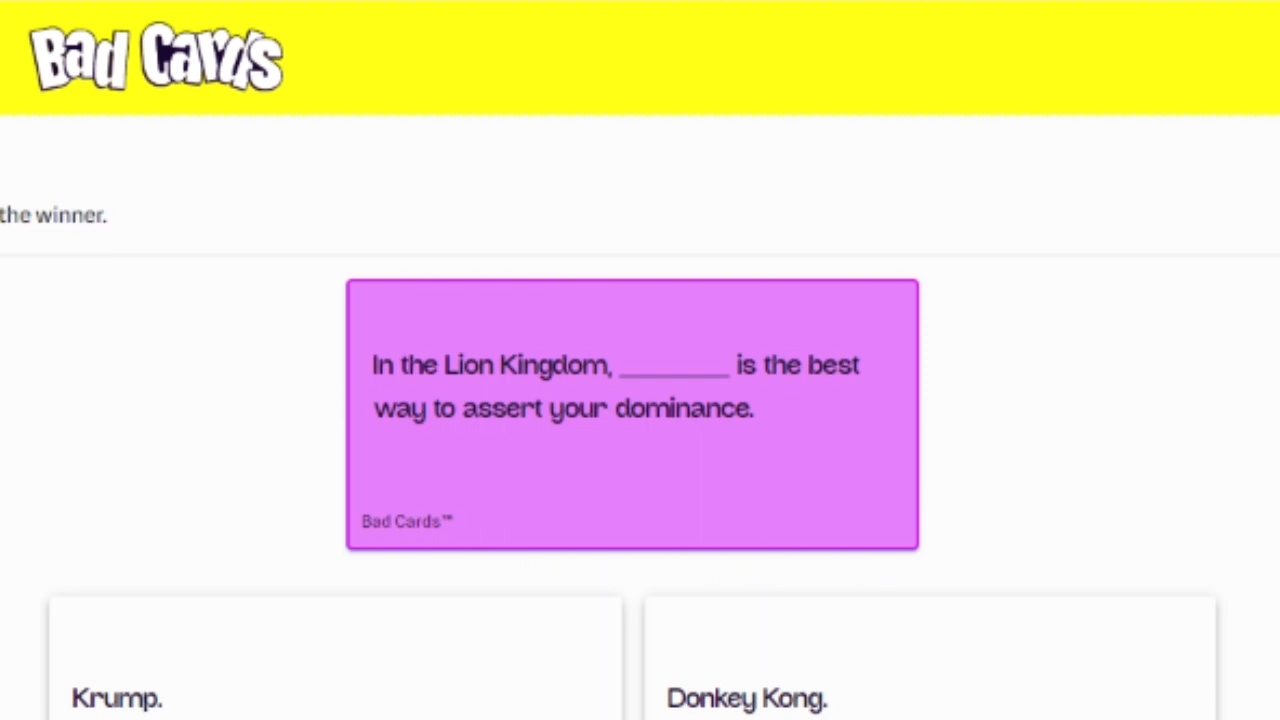 Bad Cards
the winner.
In the Lion Kingdom, ________ is the best
way to assert your dominance.
Bad Cards™
Krump.
Donkey Kong.